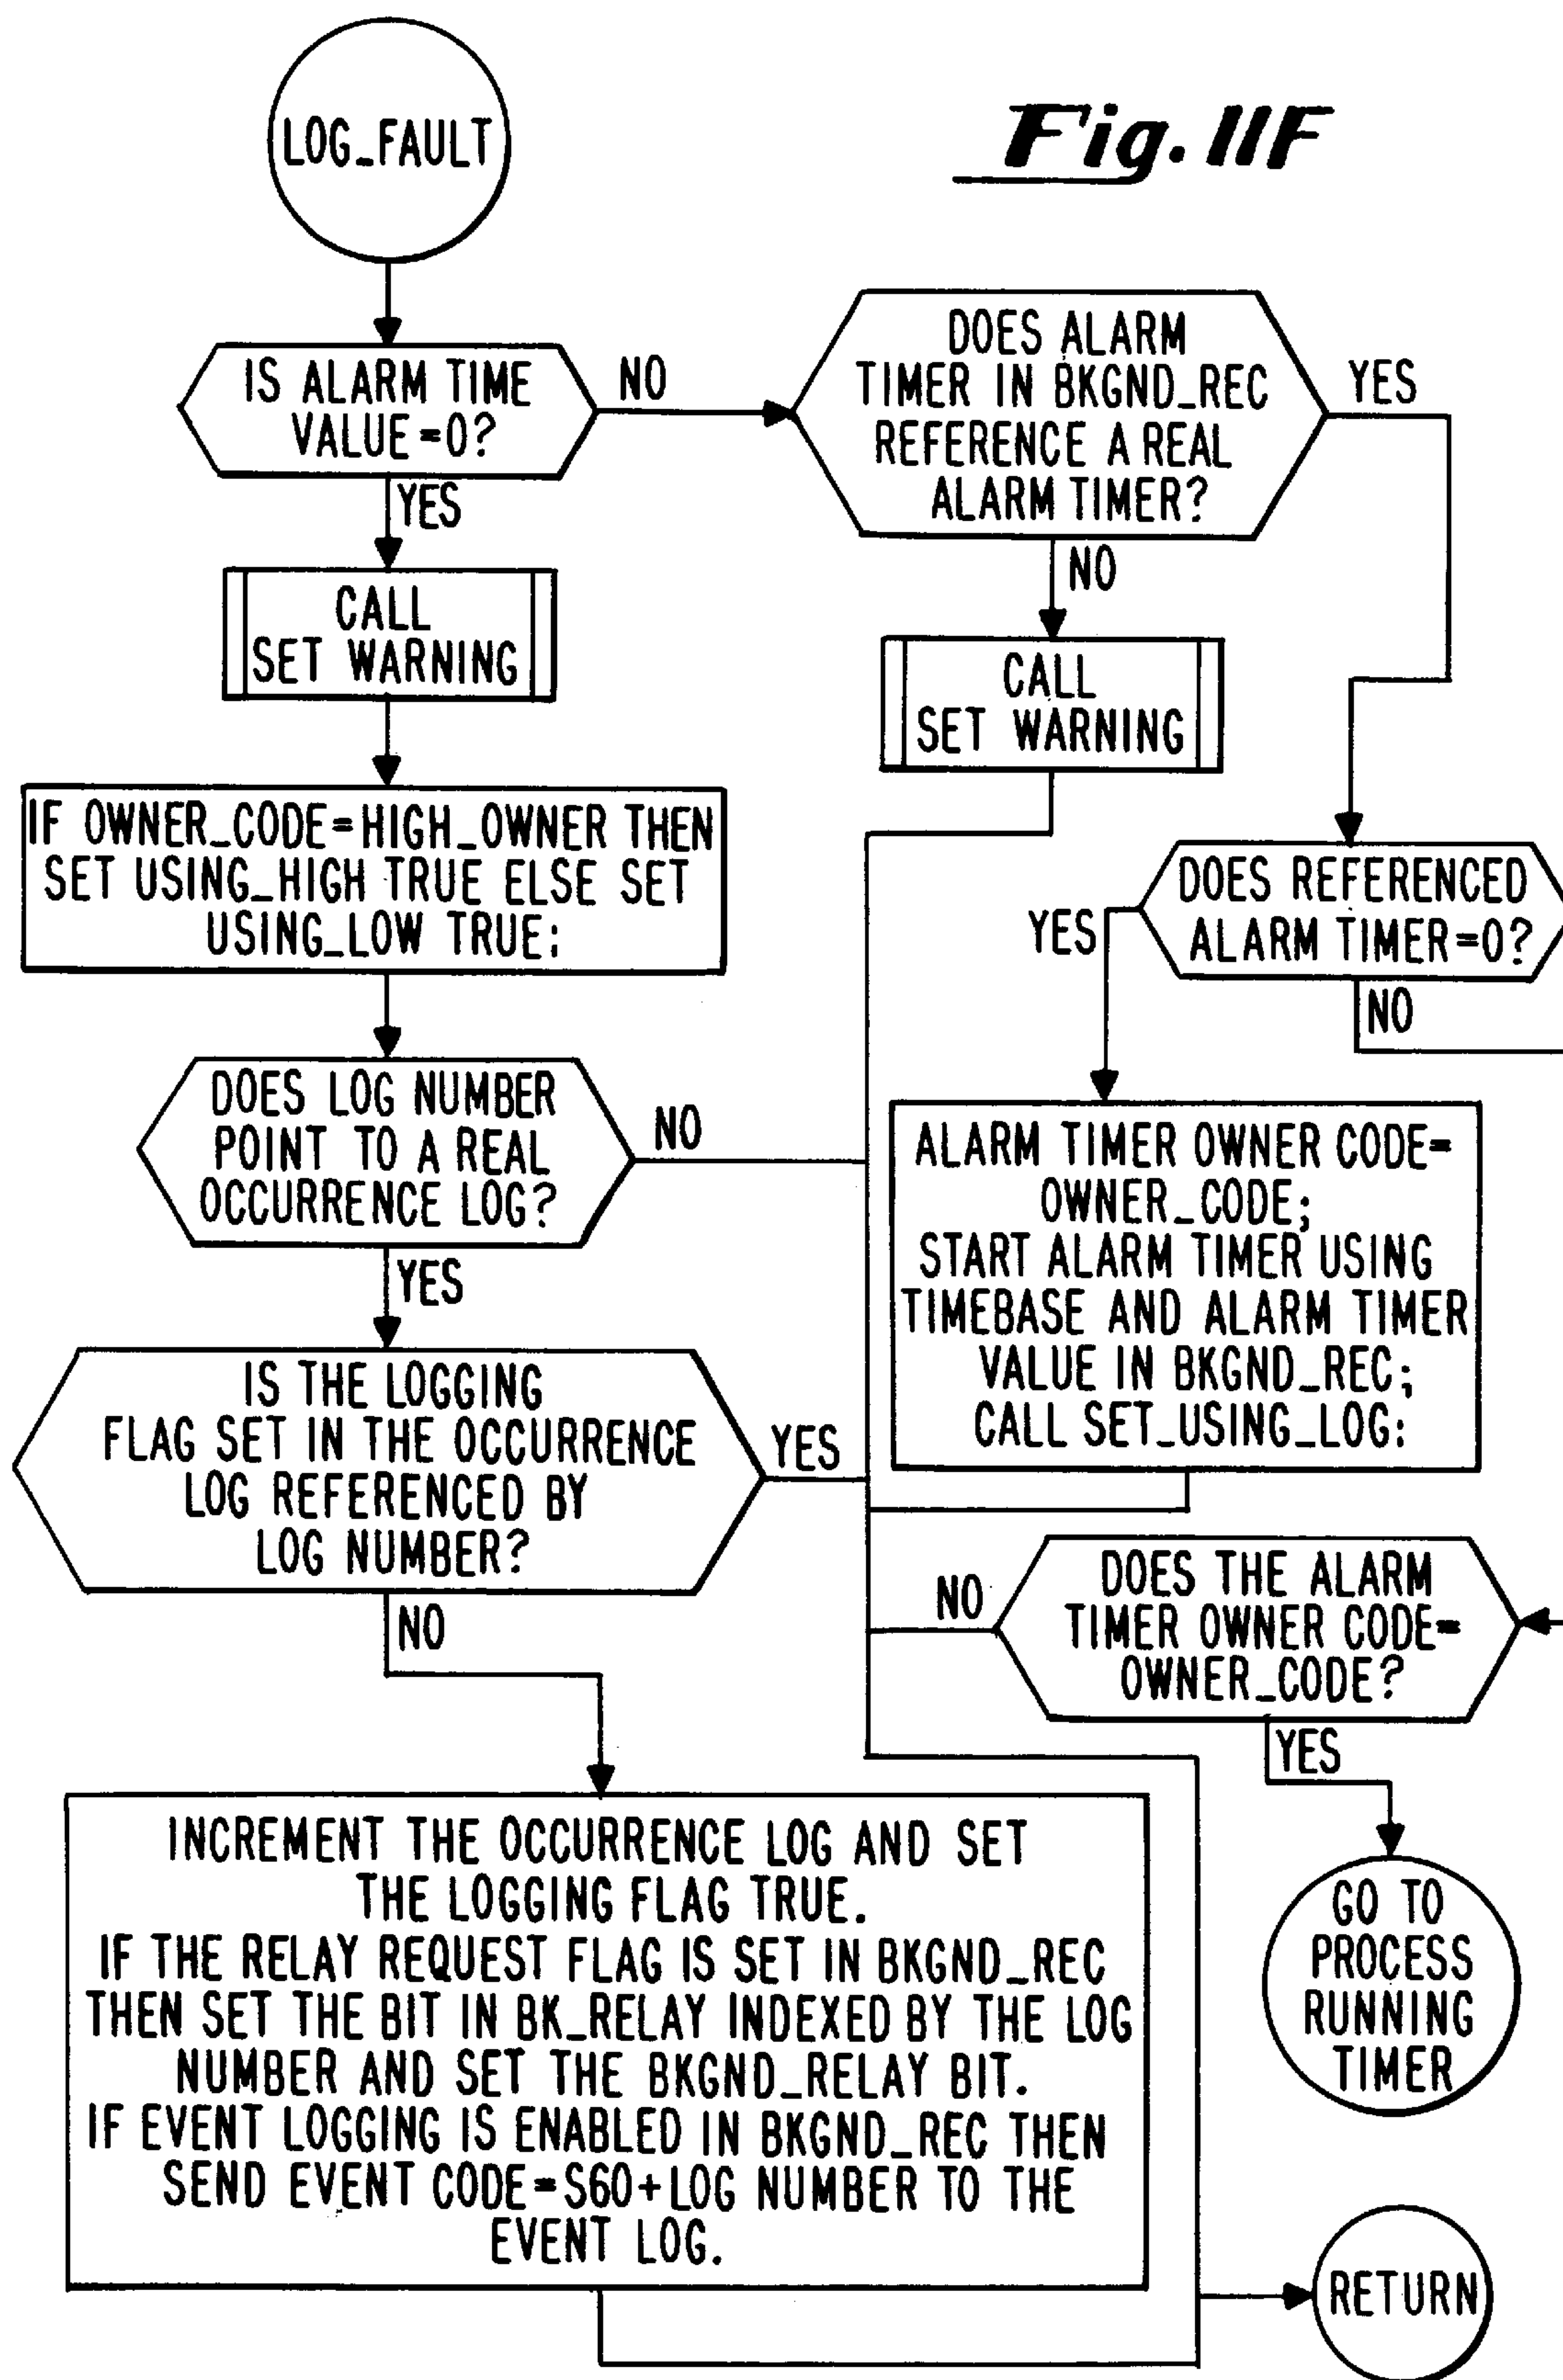 Fig. 11F
LOG_FAULT
IS ALARM TIME
VALUE=0?
NO
YES
CALL
SET WARNING
IF OWNER_CODE=HIGH_OWNER THEN
SET USING_HIGH TRUE ELSE SET
USING_LOW TRUE;
DOES LOG NUMBER
POINT TO A REAL
OCCURRENCE LOG?
NO
YES
IS THE LOGGING
FLAG SET IN THE OCCURRENCE
LOG REFERENCED BY
LOG NUMBER?
YES
NO
INCREMENT THE OCCURRENCE LOG AND SET
THE LOGGING FLAG TRUE.
IF THE RELAY REQUEST FLAG IS SET IN BKGND_REC
THEN SET THE BIT IN BK_RELAY INDEXED BY THE LOG
NUMBER AND SET THE BKGND_RELAY BIT.
IF EVENT LOGGING IS ENABLED IN BKGND_REC THEN
SEND EVENT CODE=S60+LOG NUMBER TO THE
EVENT LOG.
DOES ALARM
TIMER IN BKGND_REC
REFERENCE A REAL
ALARM TIMER?
YES
NO
CALL
SET WARNING
DOES REFERENCED
ALARM TIMER=0?
YES
NO
ALARM TIMER OWNER CODE=
OWNER_CODE;
START ALARM TIMER USING
TIMEBASE AND ALARM TIMER
VALUE IN BKGND_REC;
CALL SET_USING_LOG:
DOES THE ALARM
TIMER OWNER CODE=
OWNER_CODE?
NO
YES
GO TO
PROCESS
RUNNING
TIMER
RETURN